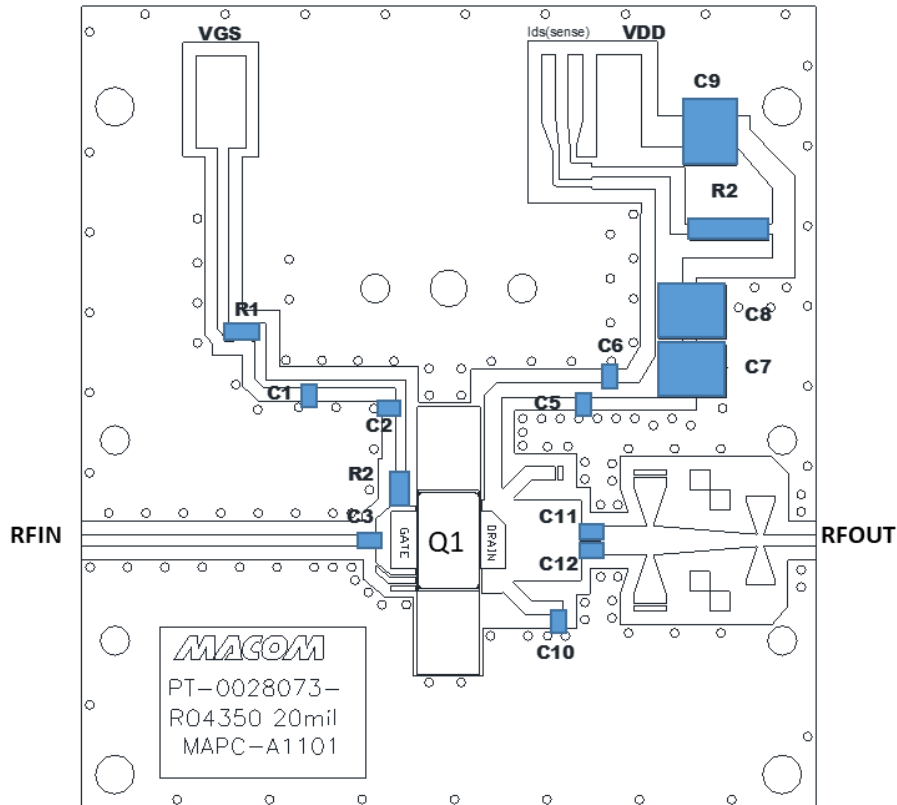 VGS
Ids(sense)
VDD
C9
R2
R1
C8
C6
C7
C1
C5
C2
R2
C3
C11
RFIN
GATE
Q1
DRAIN
RFOUT
C12
C10
MACOM
PT-0028073-
RO4350 20mil
MAPC-A1101